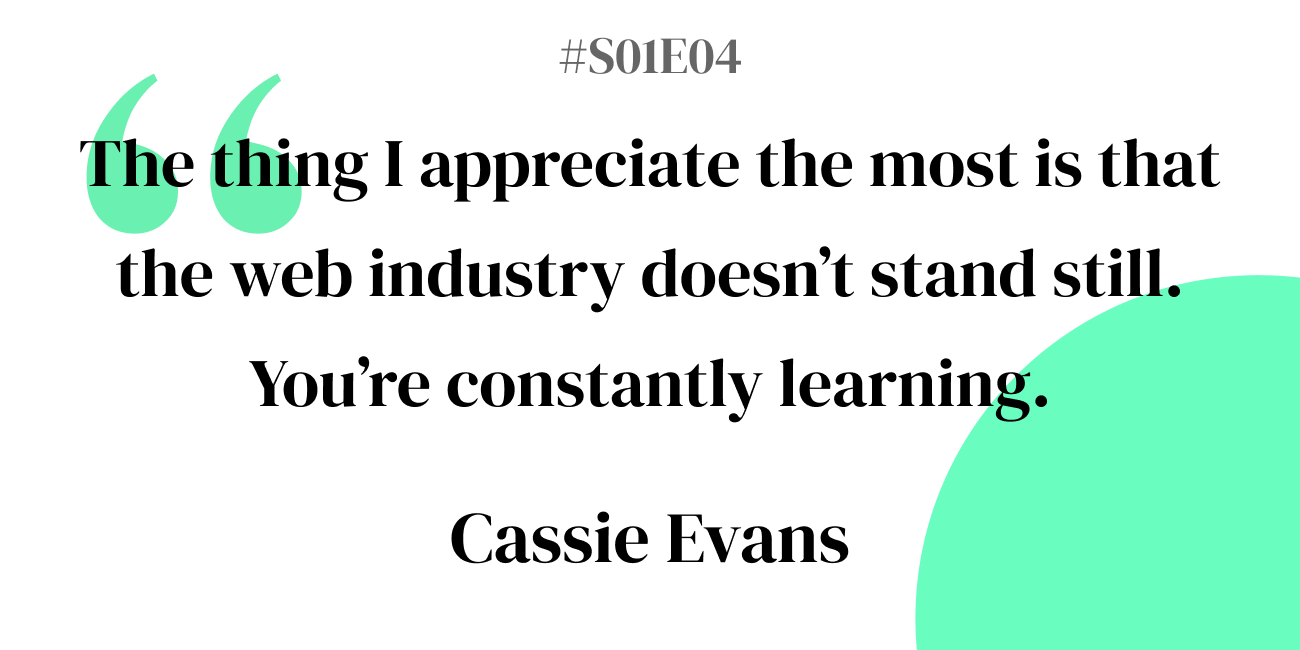 #S01E04
The thing I appreciate the most is that
the web industry doesn’t stand still.
You’re constantly learning.
Cassie Evans